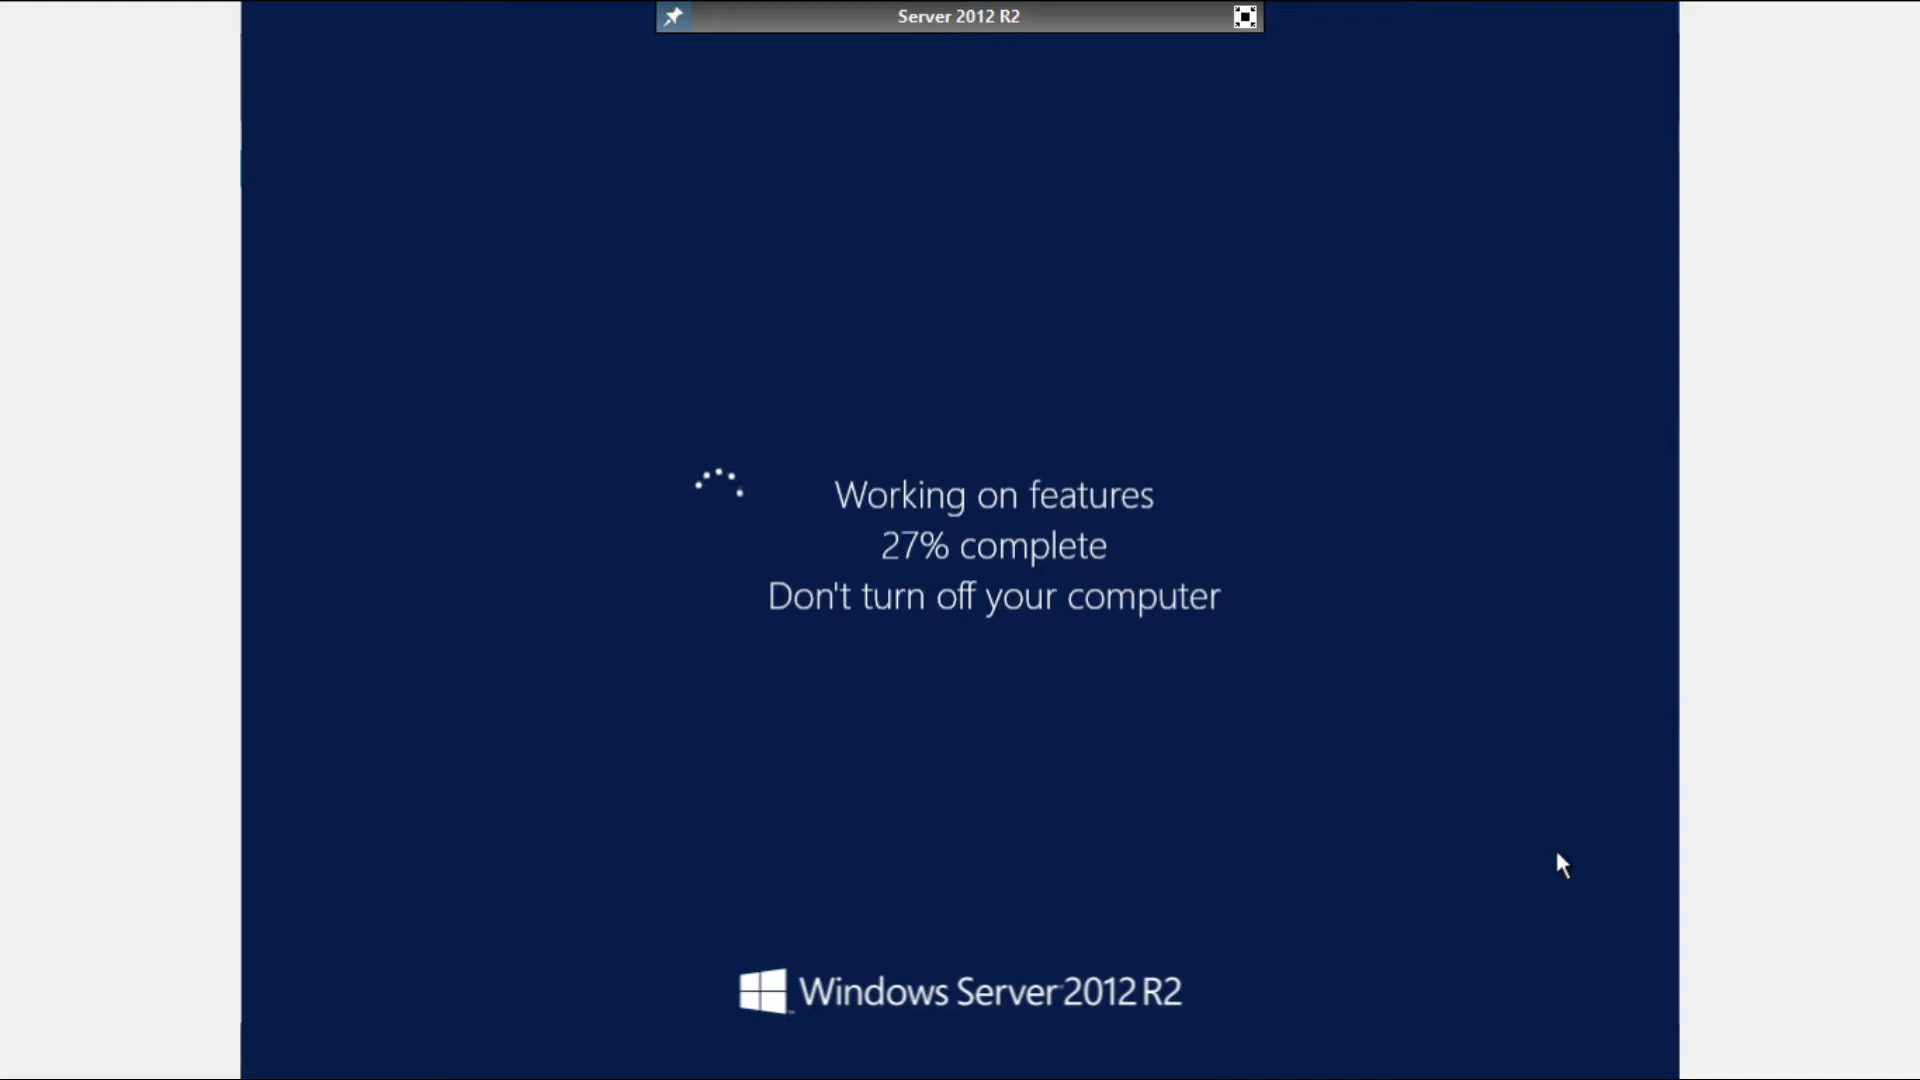 Server 2012 R2
Working on features
27% complete
Don't turn off your computer
Windows Server 2012 R2